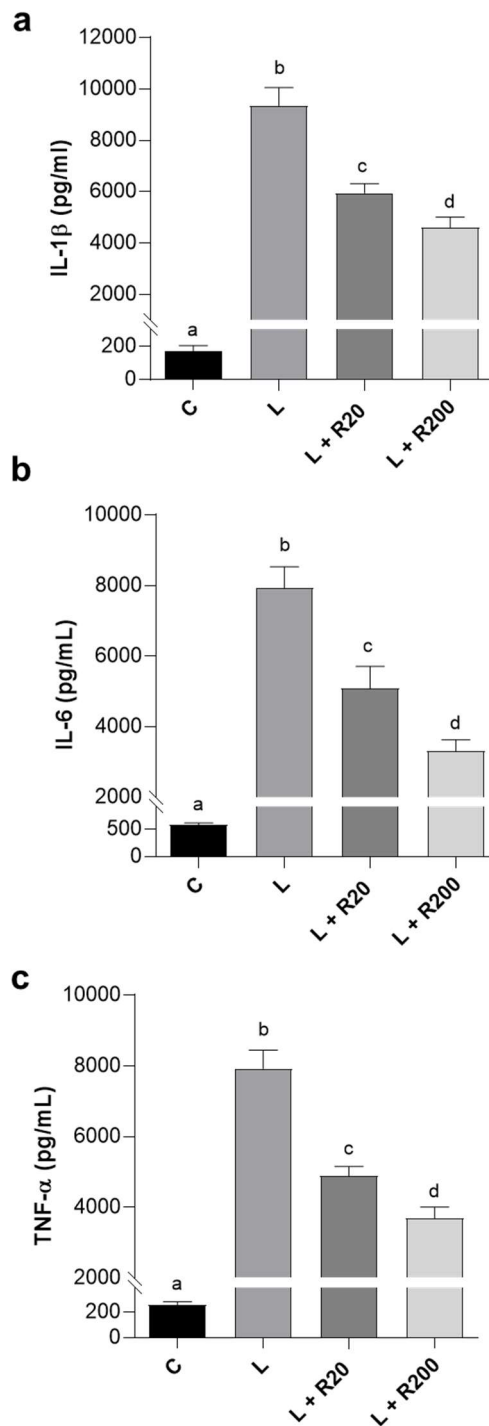 a
12000
10000
8000
6000
4000
2000
200
0
IL-1β (pg/ml)
a
b
c
d
C
L
L + R20
L + R200
b
10000
8000
6000
4000
2000
500
0
IL-6 (pg/mL)
a
b
c
d
C
L
L + R20
L + R200
c
10000
8000
6000
4000
2000
200
0
TNF-α (pg/mL)
a
b
c
d
C
L
L + R20
L + R200